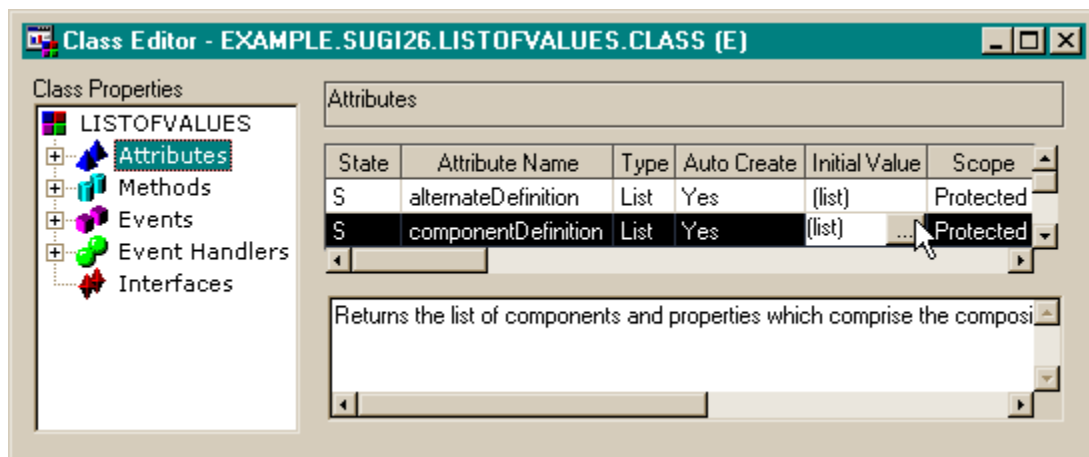 Class Editor - EXAMPLE.SUGI26.LISTOFVALUES.CLASS (E)
Class Properties
LISTOFVALUES
Attributes
Methods
Events
Event Handlers
Interfaces
Attributes
State Attribute Name Type Auto Create Initial Value Scope
S alternateDefinition List Yes (list) Protected
S componentDefinition List Yes (list) ... Protected
Returns the list of components and properties which comprise the composi